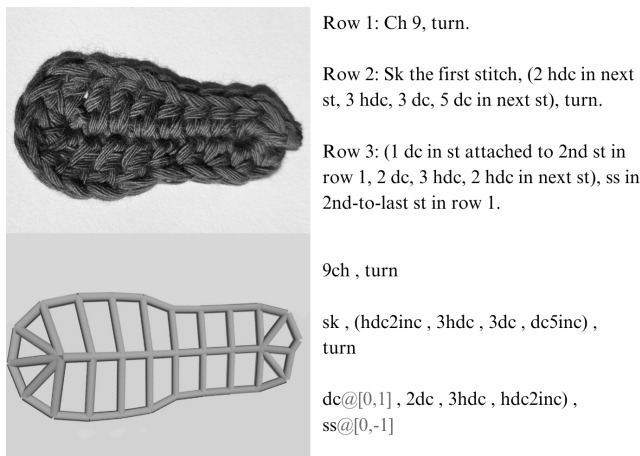 Row 1: Ch 9, turn.
Row 2: Sk the first stitch, (2 hdc in next
st, 3 hdc, 3 dc, 5 dc in next st), turn.
Row 3: (1 dc in st attached to 2nd st in
row 1, 2 dc, 3 hdc, 2 hdc in next st), ss in
2nd-to-last st in row 1.
9ch , turn
sk , (hdc2inc , 3hdc , 3dc , dc5inc) ,
turn
dc@[0,1] , 2dc , 3hdc , hdc2inc) ,
ss@[0,-1]